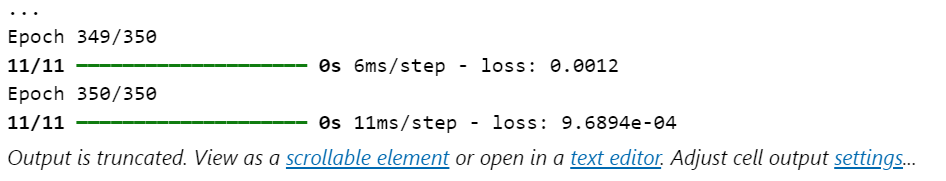 ...
Epoch 349/350
11/11 ━━━━━━━━━━━━━━━━━━━━ 0s 6ms/step - loss: 0.0012
Epoch 350/350
11/11 ━━━━━━━━━━━━━━━━━━━━ 0s 11ms/step - loss: 9.6894e-04
Output is truncated. View as a scrollable element or open in a text editor. Adjust cell output settings...